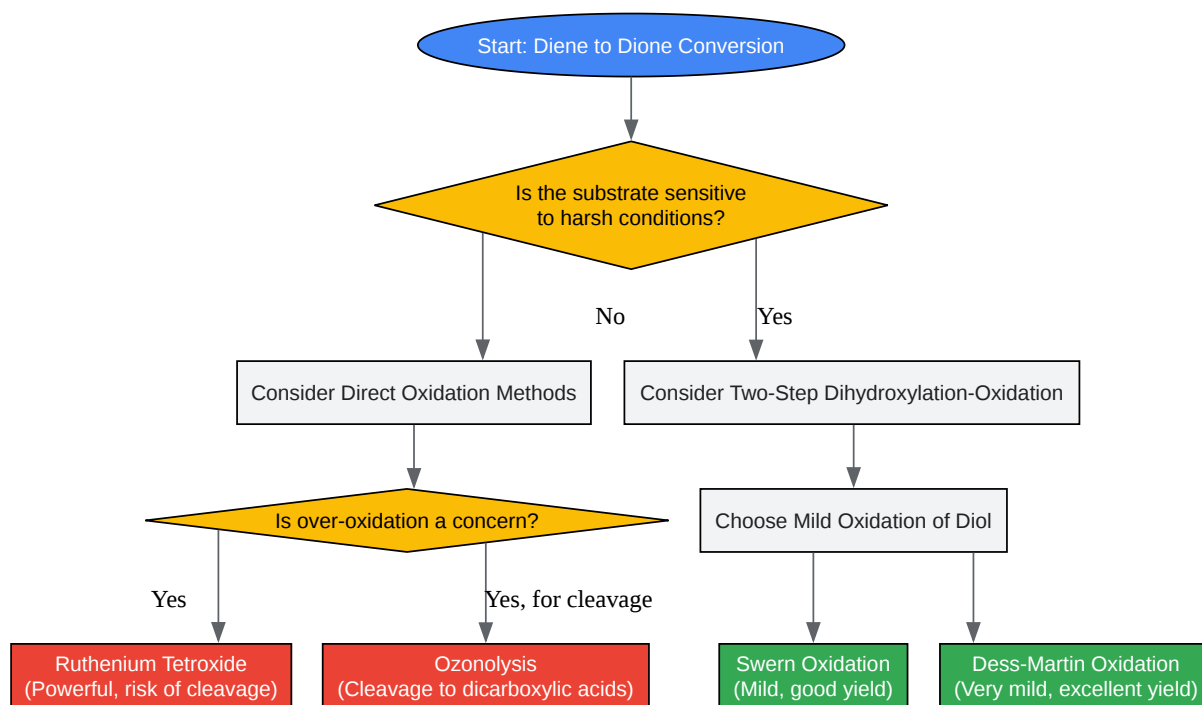 Start: Diene to Dione Conversion
Is the substrate sensitive
to harsh conditions?
No
Yes
Consider Direct Oxidation Methods
Consider Two-Step Dihydroxylation-Oxidation
Is over-oxidation a concern?
Choose Mild Oxidation of Diol
Yes
Yes, for cleavage
Ruthenium Tetroxide
(Powerful, risk of cleavage)
Ozonolysis
(Cleavage to dicarboxylic acids)
Swern Oxidation
(Mild, good yield)
Dess-Martin Oxidation
(Very mild, excellent yield)